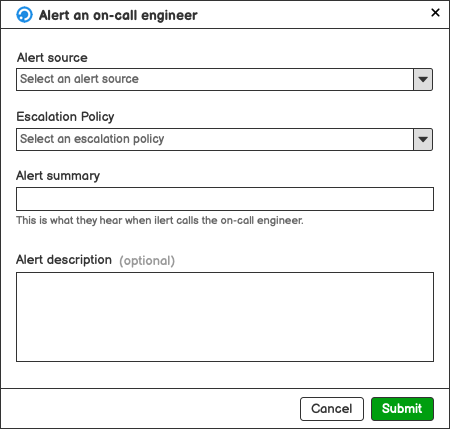 Alert an on-call engineer
Alert source
Select an alert source
Escalation Policy
Select an escalation policy
Alert summary
This is what they hear when ilert calls the on-call engineer.
Alert description (optional)
Cancel Submit